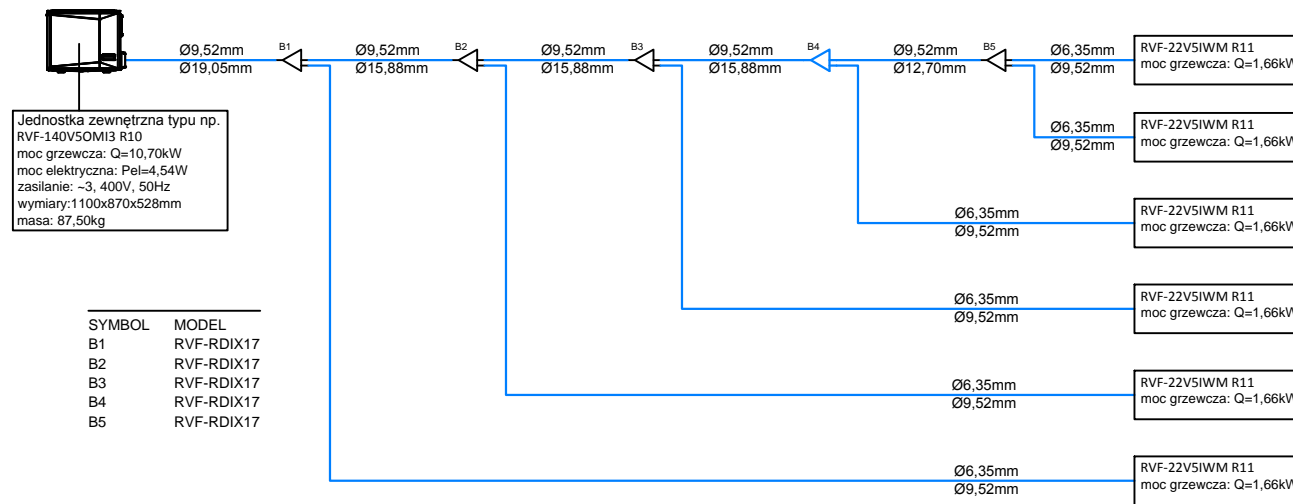 B1
B2
B3
B4
B5
Ø9,52mm
Ø19,05mm
Ø9,52mm
Ø15,88mm
Ø9,52mm
Ø15,88mm
Ø9,52mm
Ø15,88mm
Ø9,52mm
Ø12,70mm
Ø6,35mm
Ø9,52mm
RVF-22V5IWM R11
moc grzewcza: Q=1,66kW
Ø6,35mm
Ø9,52mm
RVF-22V5IWM R11
moc grzewcza: Q=1,66kW
Jednostka zewnętrzna typu np.
RVF-140V5OMI3 R10
moc grzewcza: Q=10,70kW
moc elektryczna: Pel=4,54W
zasilanie: ~3, 400V, 50Hz
wymiary:1100x870x528mm
masa: 87,50kg
Ø6,35mm
Ø9,52mm
RVF-22V5IWM R11
moc grzewcza: Q=1,66kW
Ø6,35mm
Ø9,52mm
RVF-22V5IWM R11
moc grzewcza: Q=1,66kW
SYMBOL MODEL
B1 RVF-RDIX17
B2 RVF-RDIX17
B3 RVF-RDIX17
B4 RVF-RDIX17
B5 RVF-RDIX17
Ø6,35mm
Ø9,52mm
RVF-22V5IWM R11
moc grzewcza: Q=1,66kW
Ø6,35mm
Ø9,52mm
RVF-22V5IWM R11
moc grzewcza: Q=1,66kW